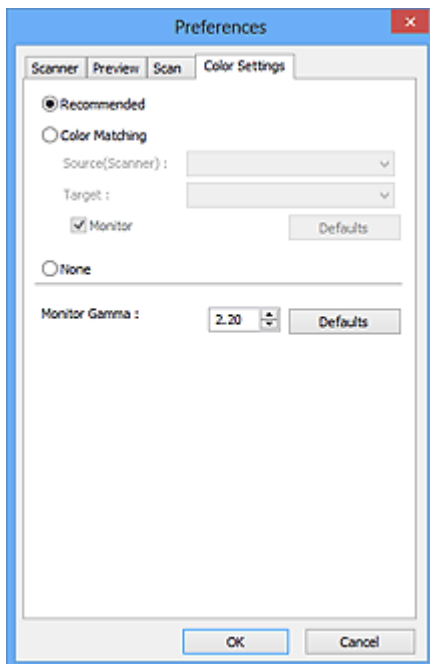 Preferences
Scanner Preview Scan Color Settings
Recommended
Color Matching
Source(Scanner) :
Target :
Monitor Defaults
None
Monitor Gamma : 2.20 Defaults
OK Cancel